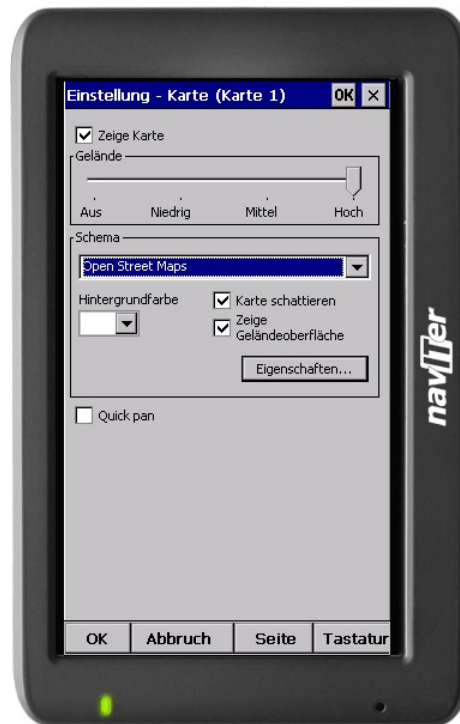 Einstellung - Karte (Karte 1) OK
Zeige Karte
Gelände
Aus Niedrig Mittel Hoch
Schema
Open Street Maps
Hintergrundfarbe
Karte schattieren
Zeige
Geländeoberfläche
Eigenschaften...
Quick pan
OK Abbruch Seite Tastatur
naviter